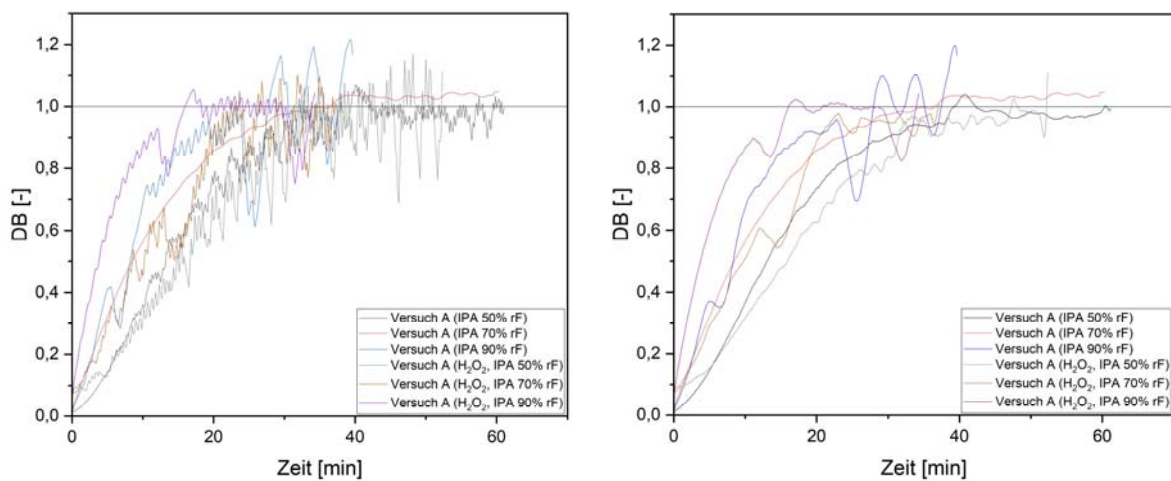 DB [-]
1,2
1,0
0,8
0,6
0,4
0,2
0,0
0
20
40
60
Zeit [min]
Versuch A (IPA 50% rF)
Versuch A (IPA 70% rF)
Versuch A (IPA 90% rF)
Versuch A (H₂O₂, IPA 50% rF)
Versuch A (H₂O₂, IPA 70% rF)
Versuch A (H₂O₂, IPA 90% rF)
DB [-]
1,2
1,0
0,8
0,6
0,4
0,2
0,0
0
20
40
60
Zeit [min]
Versuch A (IPA 50% rF)
Versuch A (IPA 70% rF)
Versuch A (IPA 90% rF)
Versuch A (H₂O₂, IPA 50% rF)
Versuch A (H₂O₂, IPA 70% rF)
Versuch A (H₂O₂, IPA 90% rF)